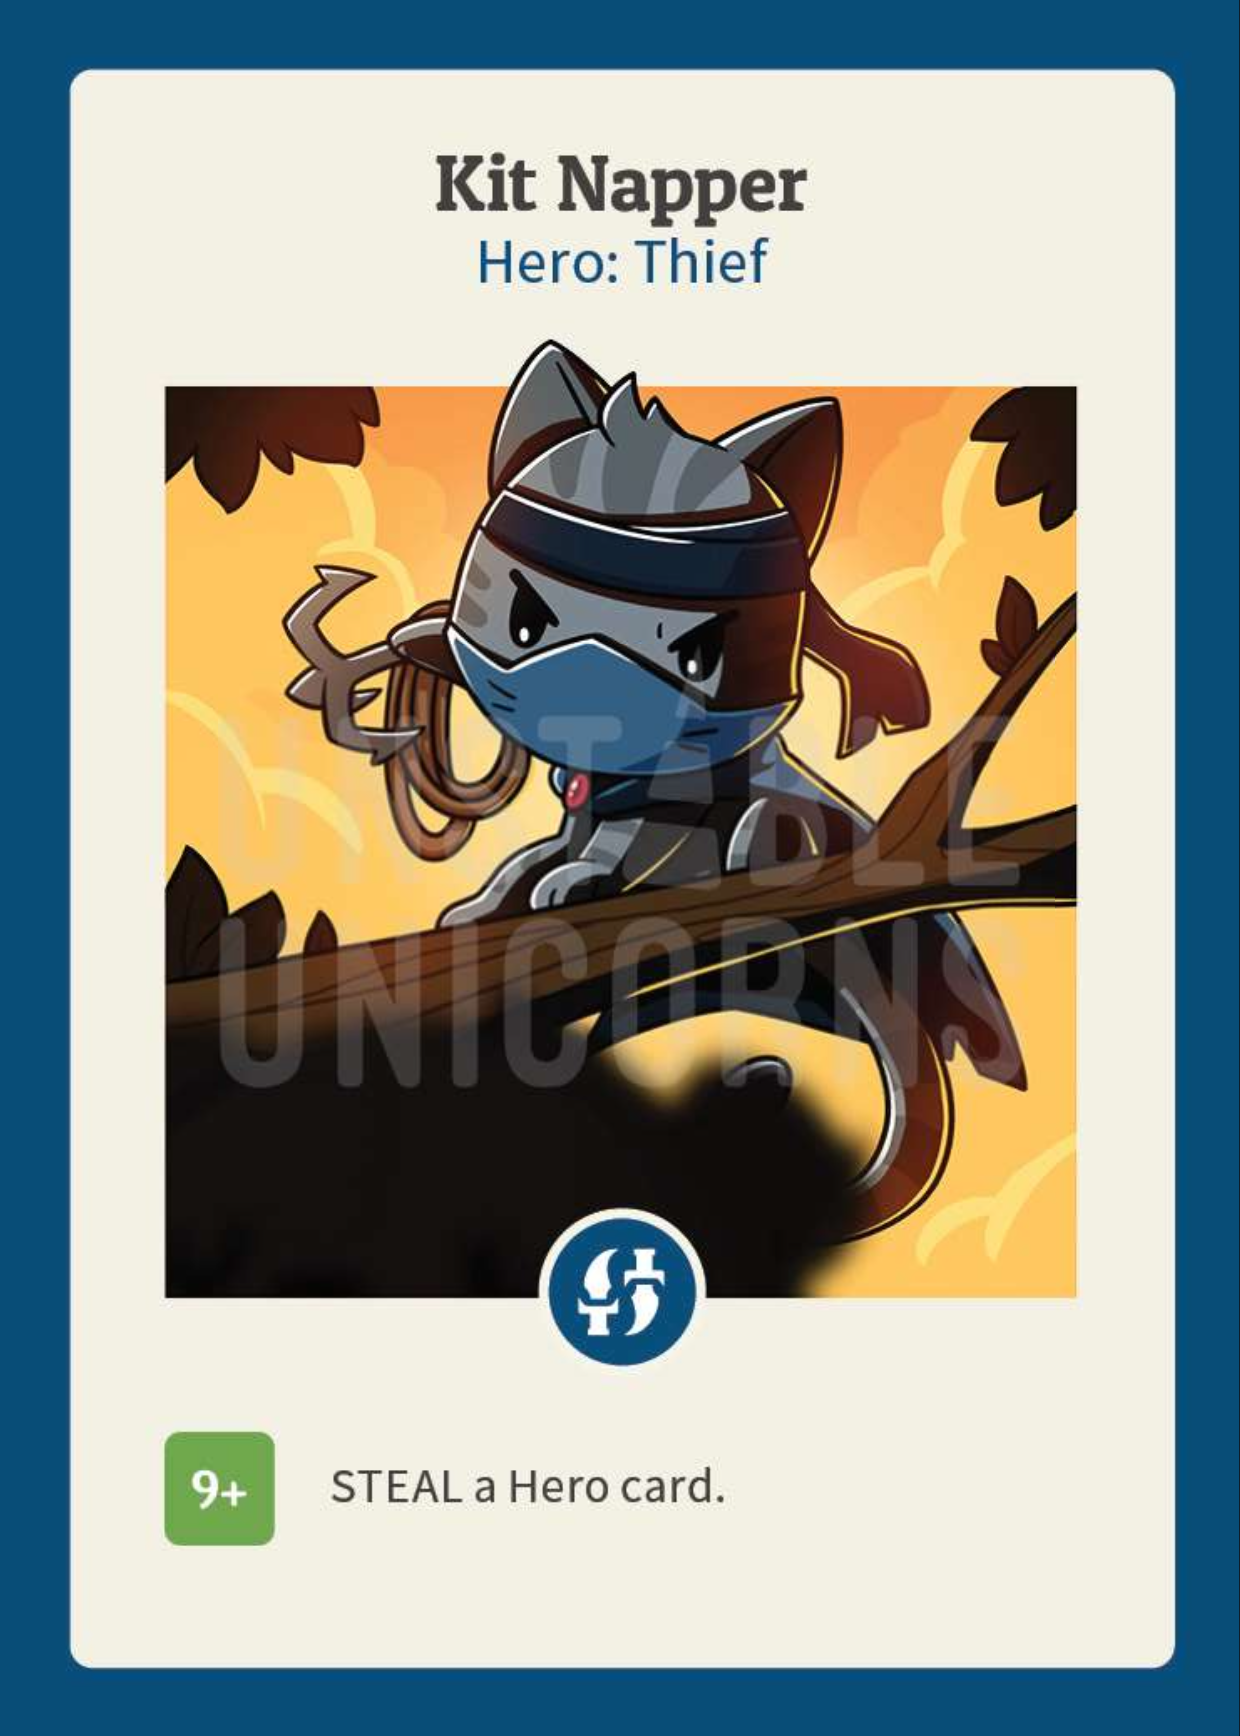 Kit Napper
Hero: Thief
UNSTABLE
UNICORNS
9+ STEAL a Hero card.